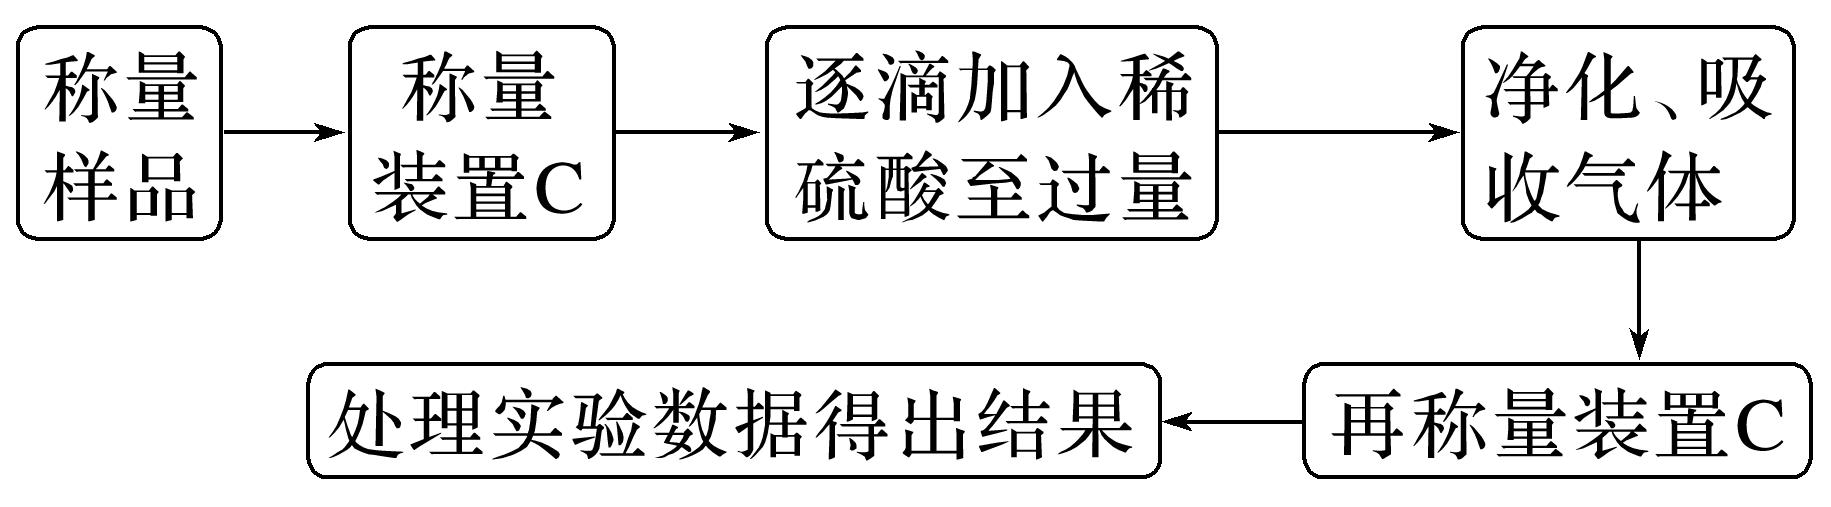 称量
样品
称量
装置C
逐滴加入稀
硫酸至过量
净化、吸
收气体
再称量装置C
处理实验数据得出结果